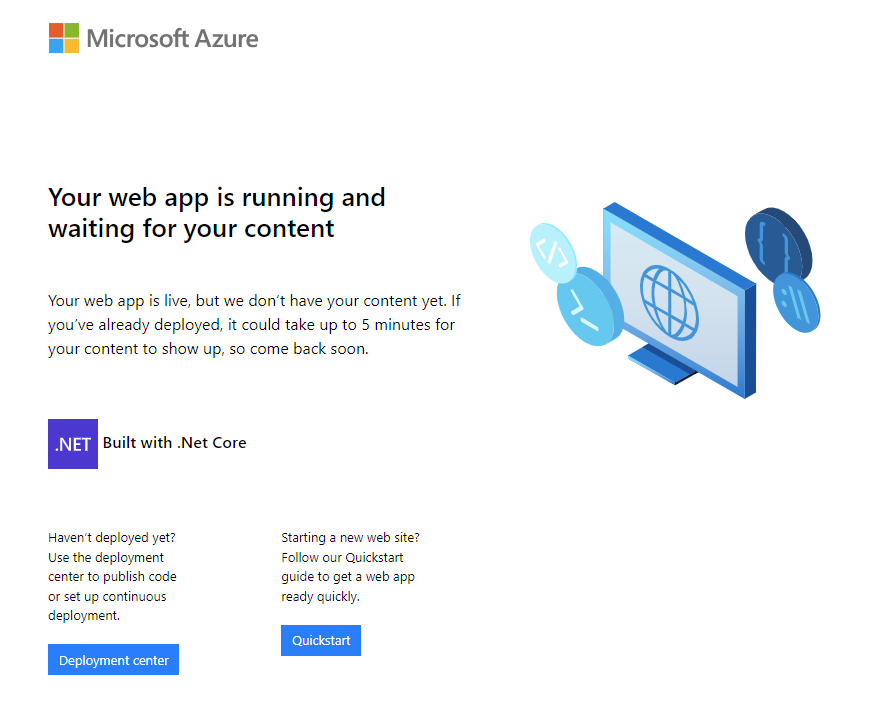 Microsoft Azure
Your web app is running and
waiting for your content
Your web app is live, but we don’t have your content yet. If
you’ve already deployed, it could take up to 5 minutes for
your content to show up, so come back soon.
.NET Built with .Net Core
Haven’t deployed yet?
Use the deployment
center to publish code
or set up continuous
deployment.
Deployment center
Starting a new web site?
Follow our Quickstart
guide to get a web app
ready quickly.
Quickstart